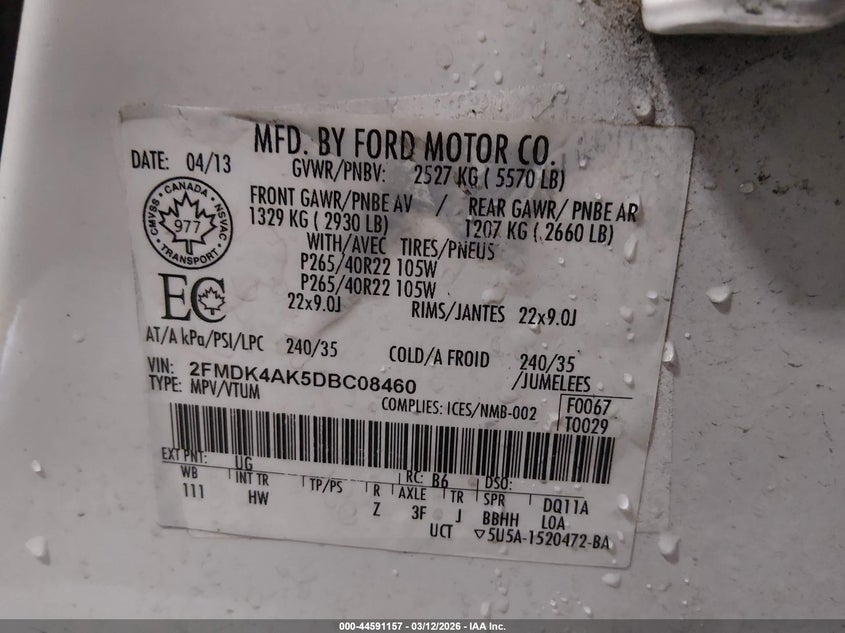 MFD. BY FORD MOTOR CO.
DATE: 04/13
GVWR/PNBV: 2527 KG ( 5570 LB)
FRONT GAWR/PNBE AV / REAR GAWR/ PNBE AR
1329 KG ( 2930 LB) 1207 KG ( 2660 LB)
WITH/AVEC TIRES/PNEUS
P265/40R22 105W
P265/40R22 105W
22x9.0J RIMS/JANTES 22x9.0J
CMVSS • CANADA • NSVAC
977
TRANSPORT
EC
AT/A kPa/PSI/LPC 240/35 COLD/A FROID 240/35
VIN: 2FMDK4AK5DBC08460 /JUMELEES
TYPE: MPV/VTUM
COMPLIES: ICES/NMB-002 F0067
T0029
EXT PNT: UG RC: B6 DSO:
WB INT TR TP/PS R AXLE TR SPR DQ11A
111 HW Z 3F J BBHH LOA
UCT ▽5U5A-1520472-BA
000-44591157 - 03/12/2026 - IAA Inc.